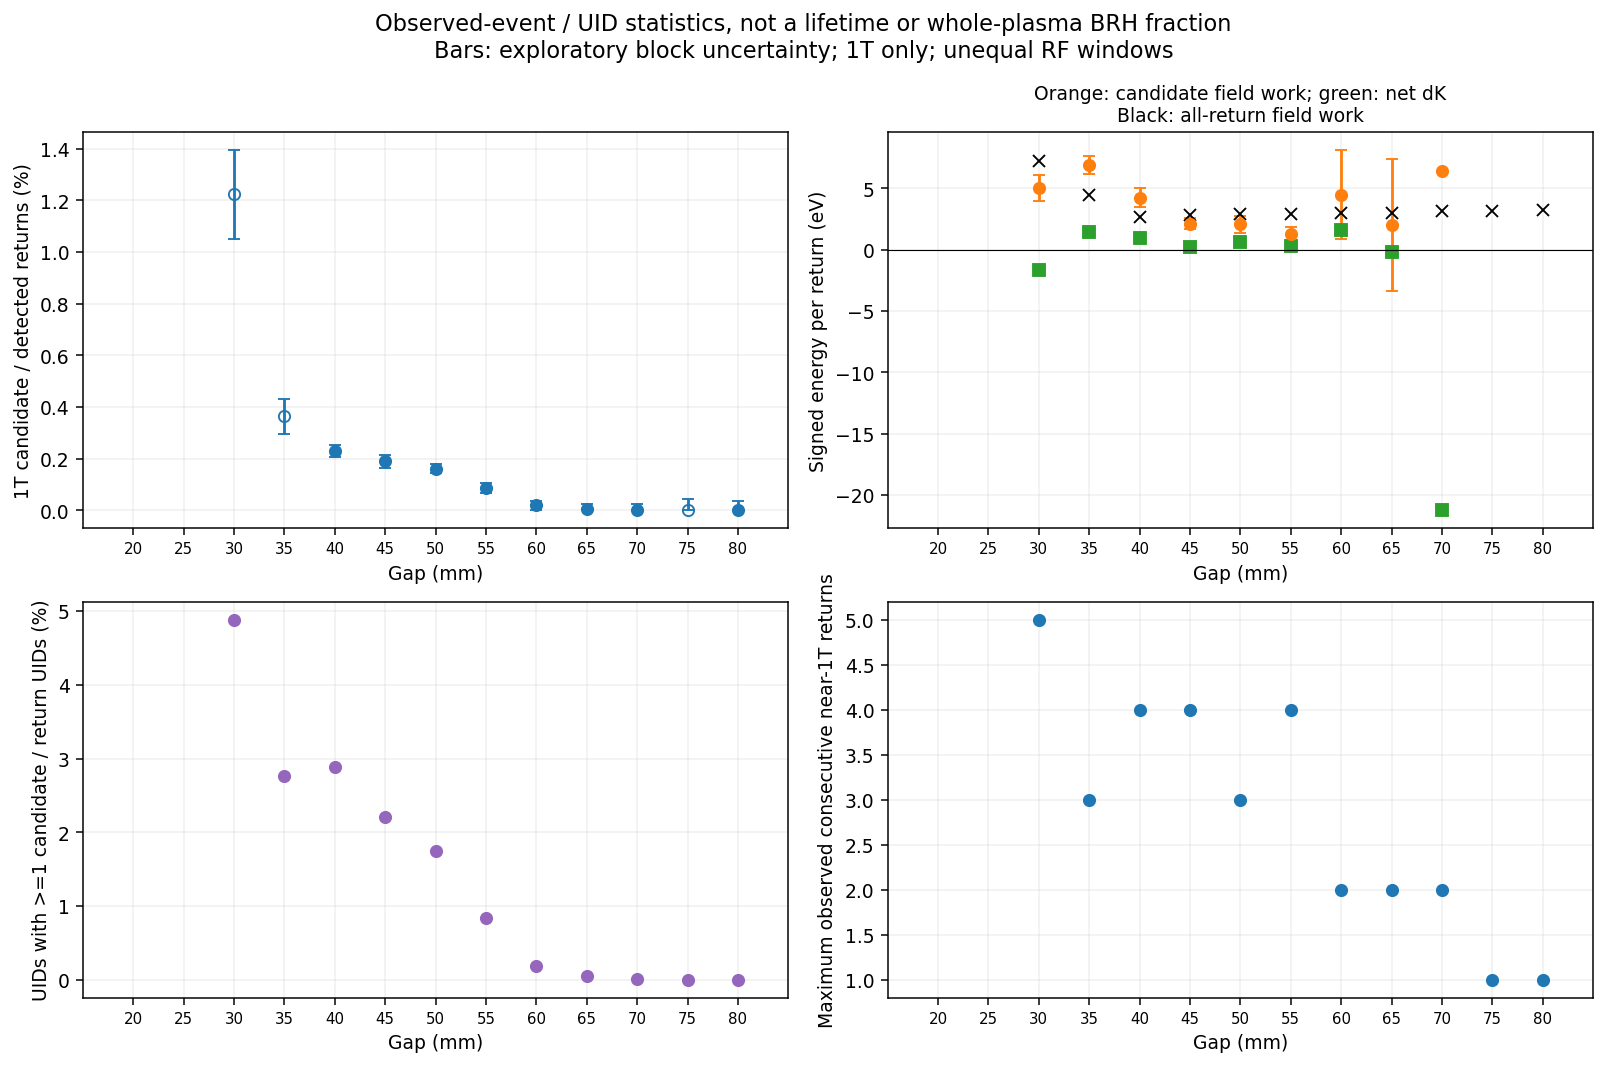 Observed-event / UID statistics, not a lifetime or whole-plasma BRH fraction
Bars: exploratory block uncertainty; 1T only; unequal RF windows
1T candidate / detected returns (%)
1.4
1.2
1.0
0.8
0.6
0.4
0.2
0.0
20 25 30 35 40 45 50 55 60 65 70 75 80
Gap (mm)
Orange: candidate field work; green: net dK
Black: all-return field work
Signed energy per return (eV)
5
0
−5
−10
−15
−20
20 25 30 35 40 45 50 55 60 65 70 75 80
Gap (mm)
UIDs with >=1 candidate / return UIDs (%)
5
4
3
2
1
0
20 25 30 35 40 45 50 55 60 65 70 75 80
Gap (mm)
Maximum observed consecutive near-1T returns
5.0
4.5
4.0
3.5
3.0
2.5
2.0
1.5
1.0
20 25 30 35 40 45 50 55 60 65 70 75 80
Gap (mm)